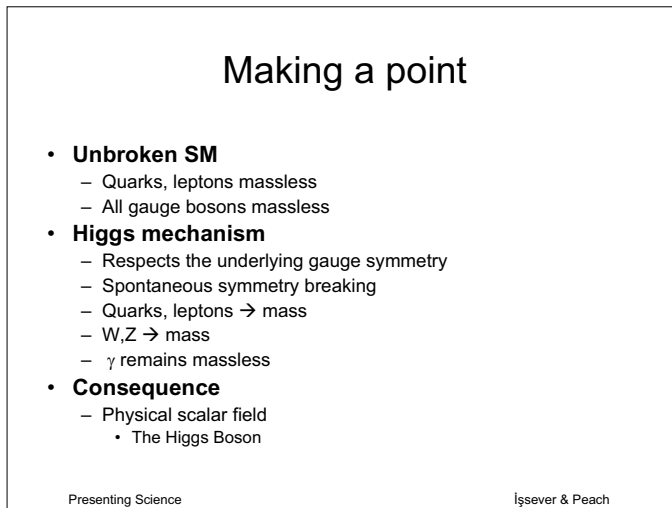 Making a point
• Unbroken SM
– Quarks, leptons massless
– All gauge bosons massless
• Higgs mechanism
– Respects the underlying gauge symmetry
– Spontaneous symmetry breaking
– Quarks, leptons → mass
– W,Z → mass
– γ remains massless
• Consequence
– Physical scalar field
• The Higgs Boson
Presenting Science İşsever & Peach